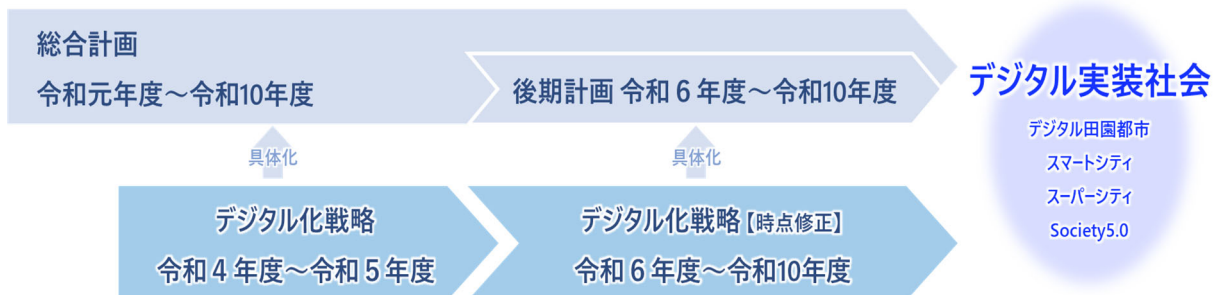 総合計画
令和元年度～令和10年度
後期計画 令和６年度～令和10年度
具体化
具体化
デジタル化戦略
令和４年度～令和５年度
デジタル化戦略【時点修正】
令和６年度～令和10年度
デジタル実装社会
デジタル田園都市
スマートシティ
スーパーシティ
Society5.0